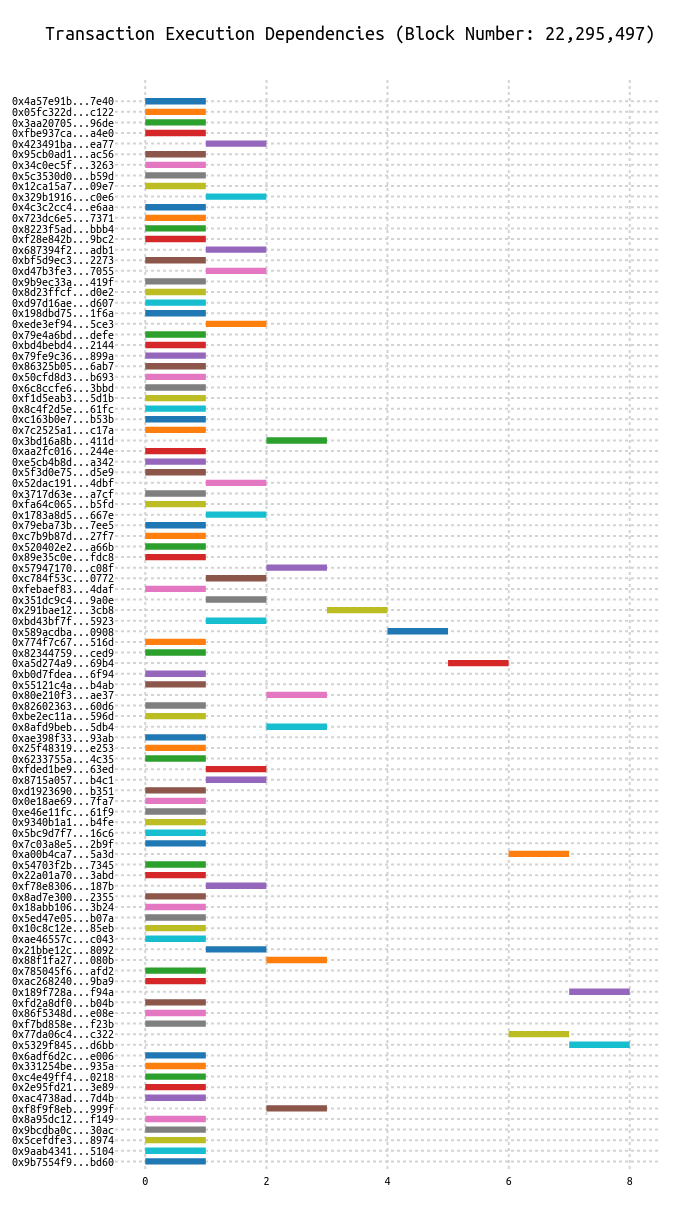 Transaction Execution Dependencies (Block Number: 22,295,497)
0x4a57e91b...7e40
0x05fc322d...c122
0x3aa20705...96de
0xfbe937ca...a4e0
0x423491ba...ea77
0x95cb0ad1...ac56
0x34c0ec5f...3263
0x5c3530d0...b59d
0x12ca15a7...09e7
0x329b1916...c0e6
0x4c3c2cc4...e6aa
0x723dc6e5...7371
0x8223f5ad...bbb4
0xf28e842b...9bc2
0x687394f2...adb1
0xbf5d9ec3...2273
0xd47b3fe3...7055
0x9b9ec33a...419f
0x8d23ffcf...d0e2
0xd97d16ae...d607
0x198dbd75...1f6a
0xede3ef94...5ce3
0x79e4a6bd...defe
0xbd4bebd4...2144
0x79fe9c36...899a
0x86325b05...6ab7
0x50cfd8d3...b693
0x6c8ccfe6...3bbd
0xf1d5eab3...5d1b
0x8c4f2d5e...61fc
0xc163b0e7...b53b
0x7c2525a1...c17a
0x3bd16a8b...411d
0xaa2fc016...244e
0xe5cb4b8d...a342
0x5f3d0e75...d5e9
0x52dac191...4dbf
0x3717d63e...a7cf
0xfa64c065...b5fd
0x1783a8d5...667e
0x79eba73b...7ee5
0xc7b9b87d...27f7
0x520402e2...a66b
0x89e35c0e...fdc8
0x57947170...c08f
0xc784f53c...0772
0xfebaef83...4daf
0x351dc9c4...9a0e
0x291bae12...3cb8
0xbd43bf7f...5923
0x589acdba...0908
0x774f7c67...516d
0x82344759...ced9
0xa5d274a9...69b4
0xb0d7fdea...6f94
0x55121c4a...b4ab
0x80e210f3...ae37
0x82602363...60d6
0xbe2ec11a...596d
0x8afd9beb...5db4
0xae398f33...93ab
0x25f48319...e253
0x6233755a...4c35
0xfded1be9...63ed
0x8715a057...b4c1
0xd1923690...b351
0x0e18ae69...7fa7
0xe46e11fc...61f9
0x9340b1a1...b4fe
0x5bc9d7f7...16c6
0x7c03a8e5...2b9f
0xa00b4ca7...5a3d
0x54703f2b...7345
0x22a01a70...3abd
0xf78e8306...187b
0x8ad7e300...2355
0x18abb106...3b24
0x5ed47e05...b07a
0x10c8c12e...85eb
0xae46557c...c043
0x21bbe12c...8092
0x88f1fa27...080b
0x785045f6...afd2
0xac268240...9ba9
0x189f728a...f94a
0xfd2a8df0...b04b
0x86f5348d...e08e
0xf7bd858e...f23b
0x77da06c4...c322
0x5329f845...d6bb
0x6adf6d2c...e006
0x331254be...935a
0xc4e49ff4...0218
0x2e95fd21...3e89
0xac4738ad...7d4b
0xf8f9f8eb...999f
0x8a95dc12...f149
0x9bcdba0c...30ac
0x5cefdfe3...8974
0x9aab4341...5104
0x9b7554f9...bd60
0 2 4 6 8